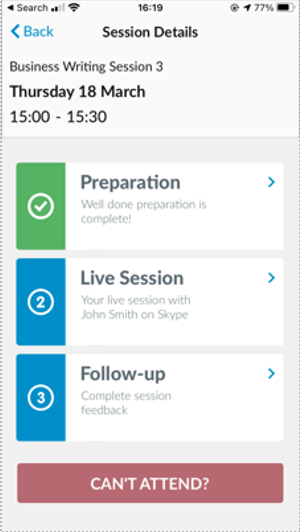 Search 16:19 77%
Back Session Details
Business Writing Session 3
Thursday 18 March
15:00 - 15:30
Preparation
Well done preparation is
complete!
2
Live Session
Your live session with
John Smith on Skype
3
Follow-up
Complete session
feedback
CAN'T ATTEND?